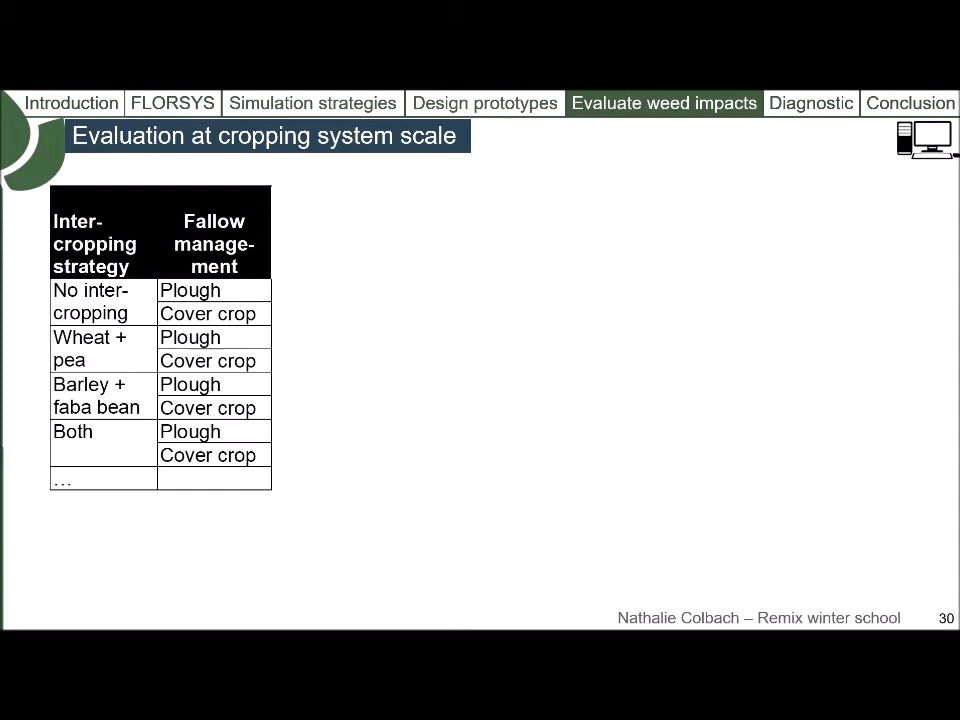 Introduction FLORSYS Simulation strategies Design prototypes Evaluate weed impacts Diagnostic Conclusion
Evaluation at cropping system scale
Inter-
cropping
strategy
Fallow
manage-
ment
No inter-
cropping
Plough
Cover crop
Wheat +
pea
Plough
Cover crop
Barley +
faba bean
Plough
Cover crop
Both
Plough
Cover crop
…
Nathalie Colbach – Remix winter school 30